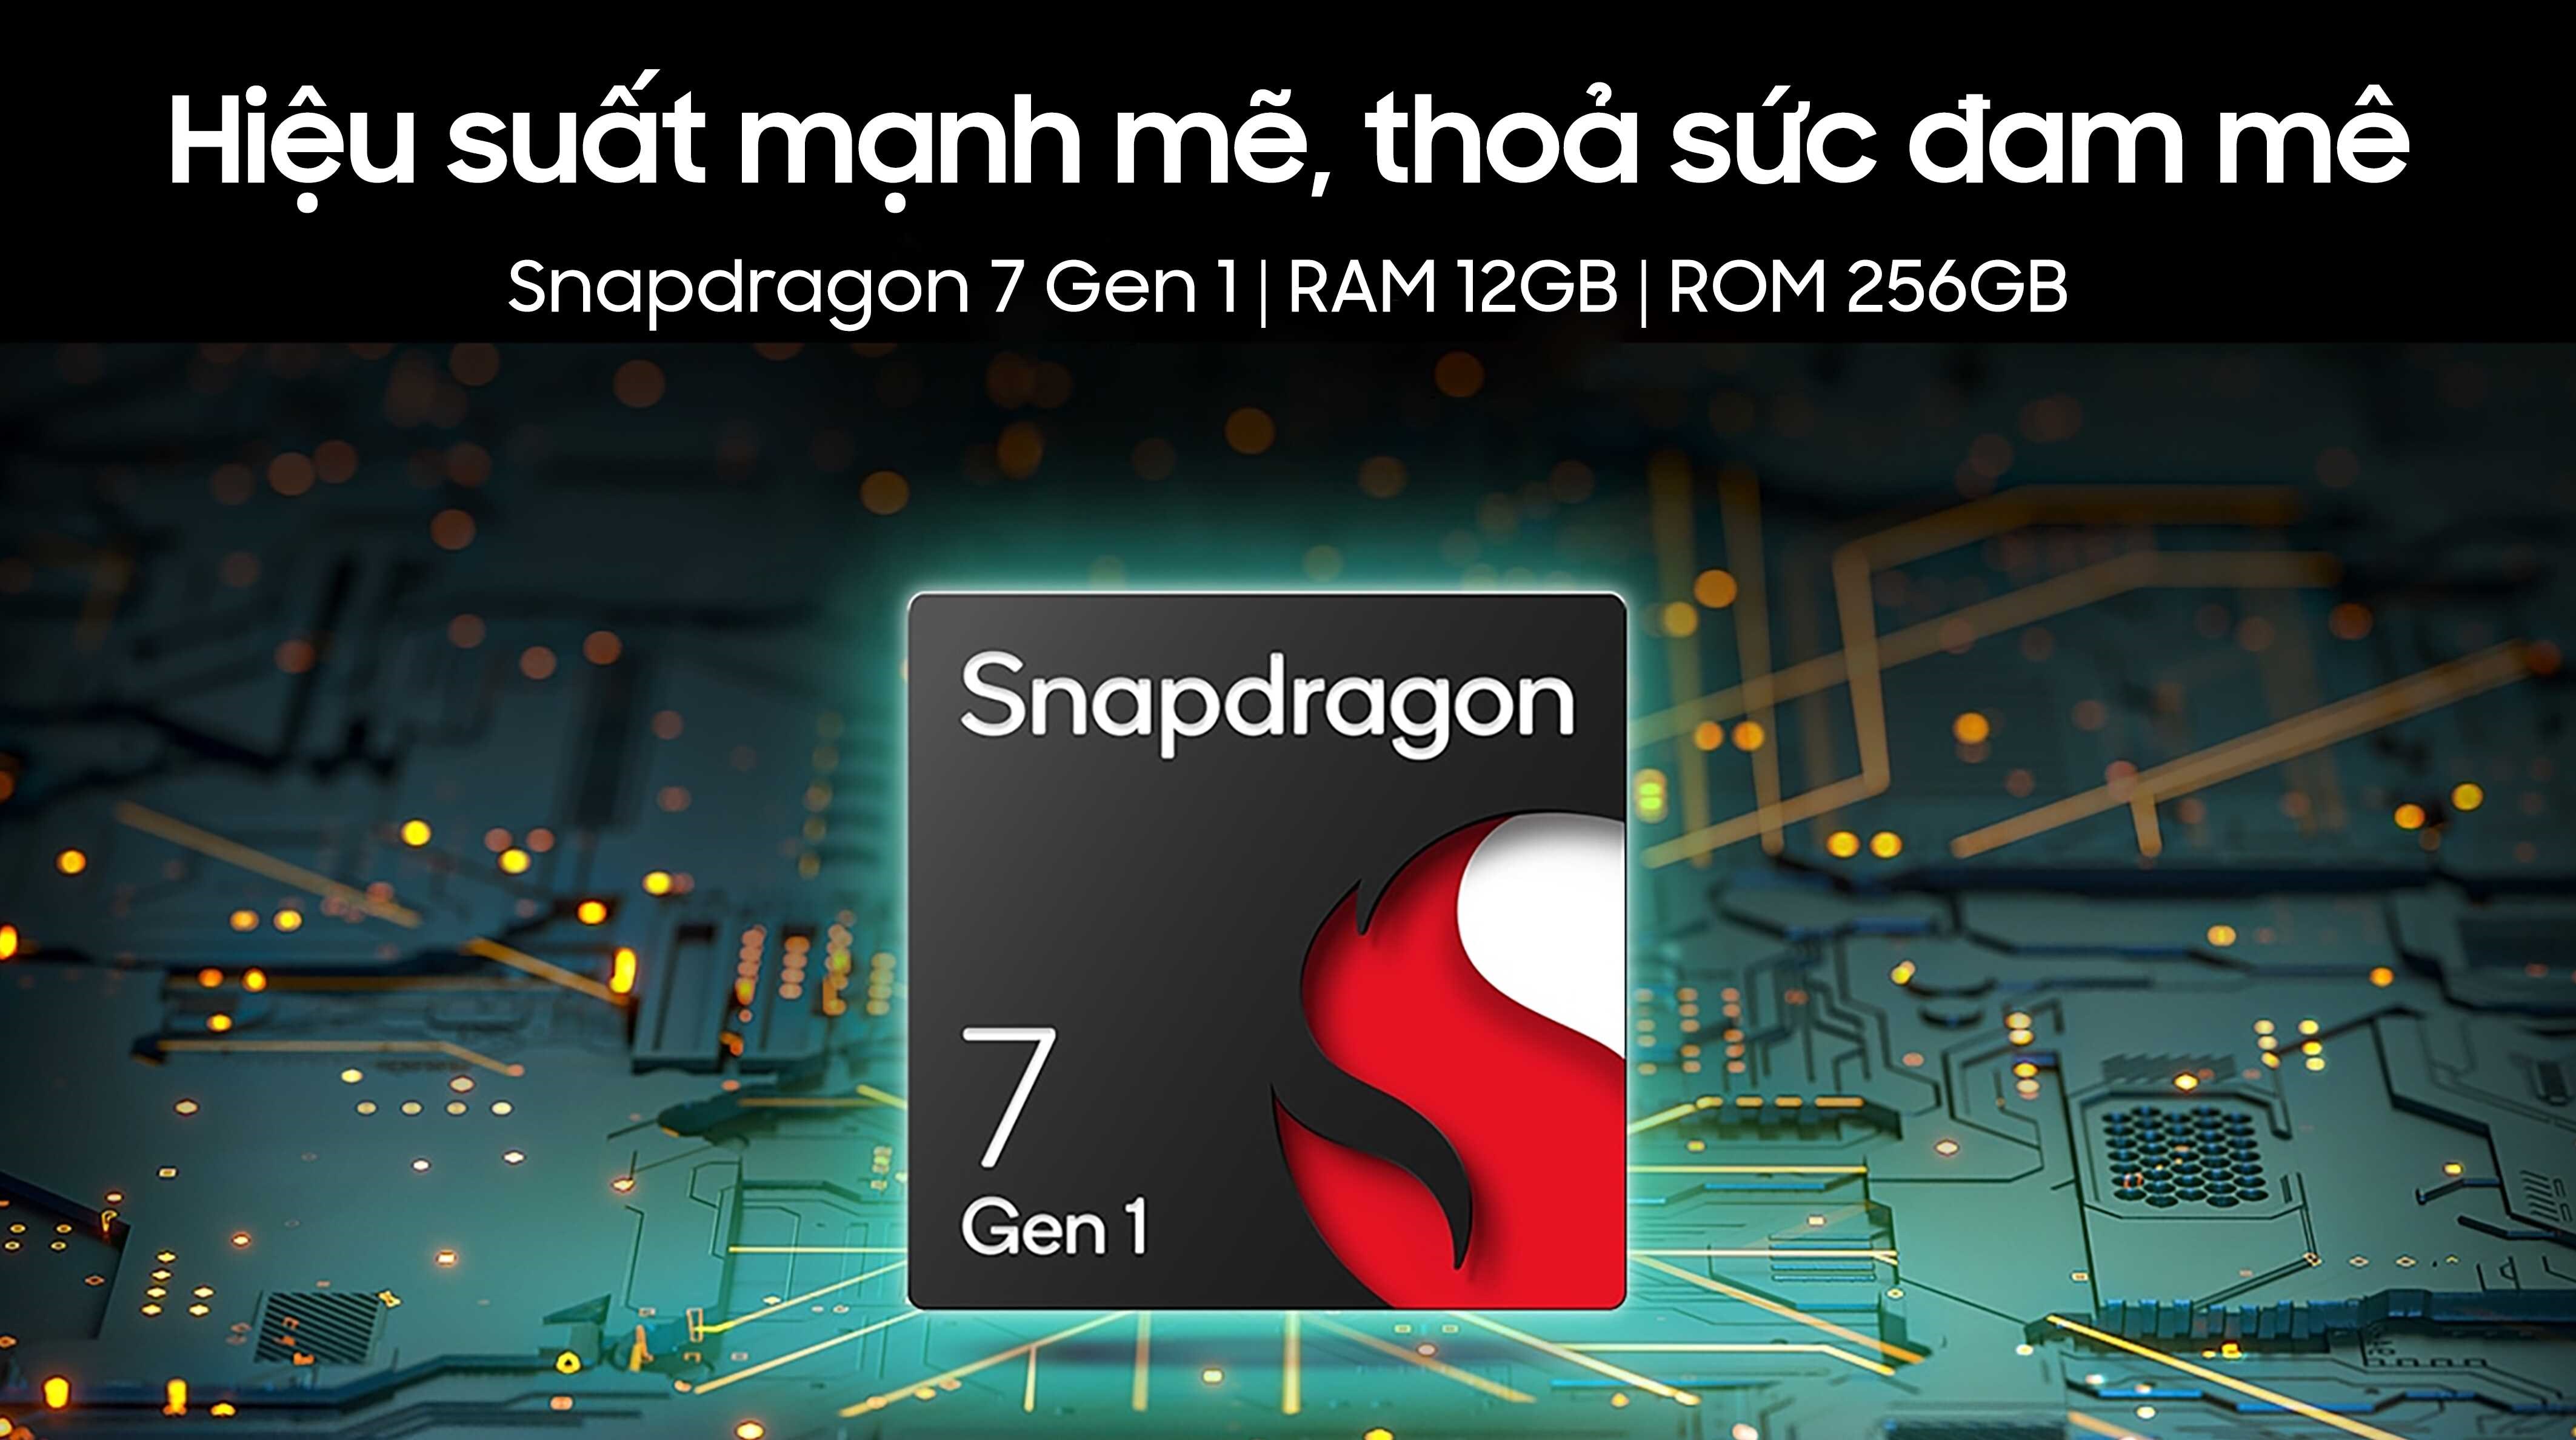 Hiệu suất mạnh mẽ, thoả sức đam mê
Snapdragon 7 Gen 1 | RAM 12GB | ROM 256GB
Snapdragon
7
Gen 1